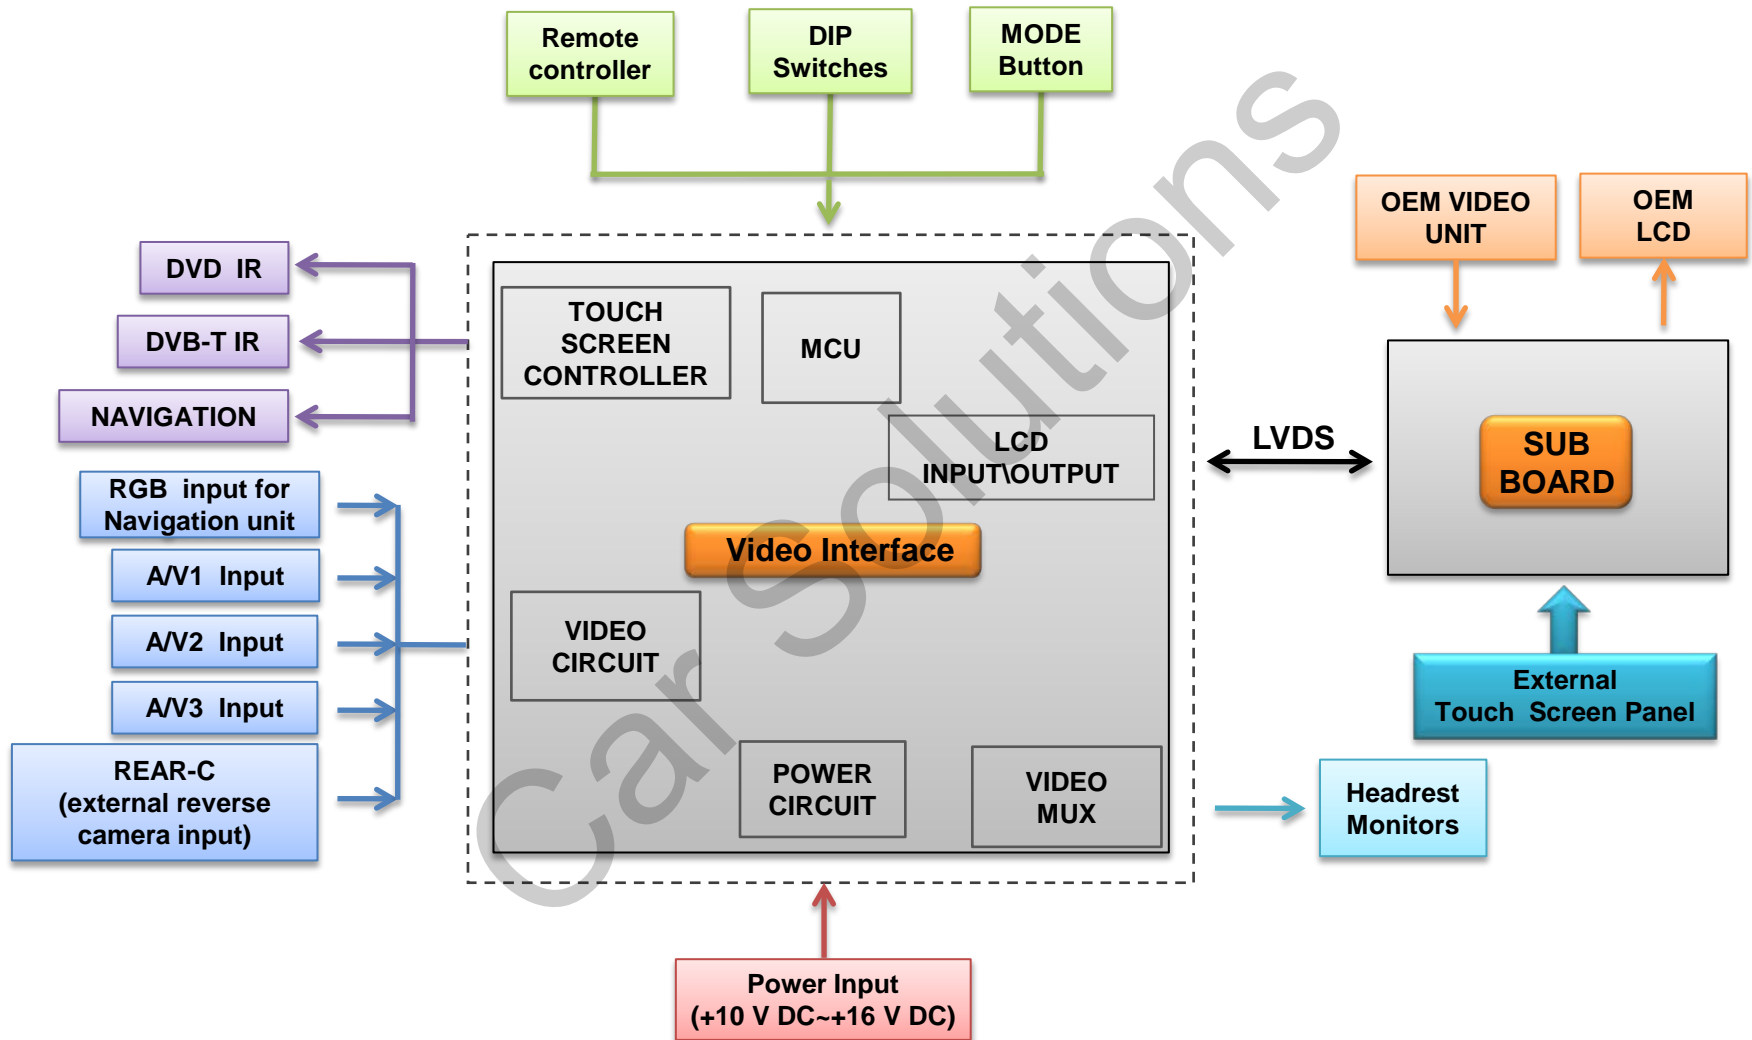 Remote
controller
DIP
Switches
MODE
Button
DVD IR
DVB-T IR
NAVIGATION
RGB input for
Navigation unit
A/V1 Input
A/V2 Input
A/V3 Input
REAR-C
(external reverse
camera input)
TOUCH
SCREEN
CONTROLLER
MCU
LCD
INPUT\OUTPUT
Video Interface
VIDEO
CIRCUIT
POWER
CIRCUIT
VIDEO
MUX
Power Input
(+10 V DC~+16 V DC)
LVDS
OEM VIDEO
UNIT
OEM
LCD
SUB
BOARD
External
Touch Screen Panel
Headrest
Monitors
Car Solutions